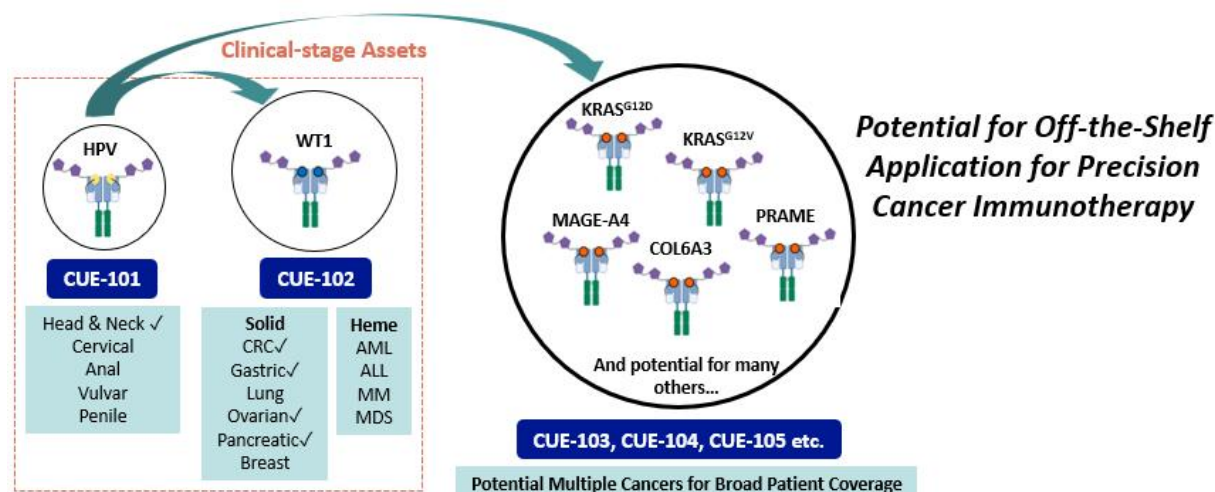 Clinical-stage Assets
HPV
CUE-101
Head & Neck ✓
Cervical
Anal
Vulvar
Penile
WT1
CUE-102
Solid
CRC✓
Gastric✓
Lung
Ovarian✓
Pancreatic✓
Breast
Heme
AML
ALL
MM
MDS
KRASG12D
KRASG12V
MAGE-A4
COL6A3
PRAME
And potential for many
others…
CUE-103, CUE-104, CUE-105 etc.
Potential Multiple Cancers for Broad Patient Coverage
Potential for Off-the-Shelf
Application for Precision
Cancer Immunotherapy